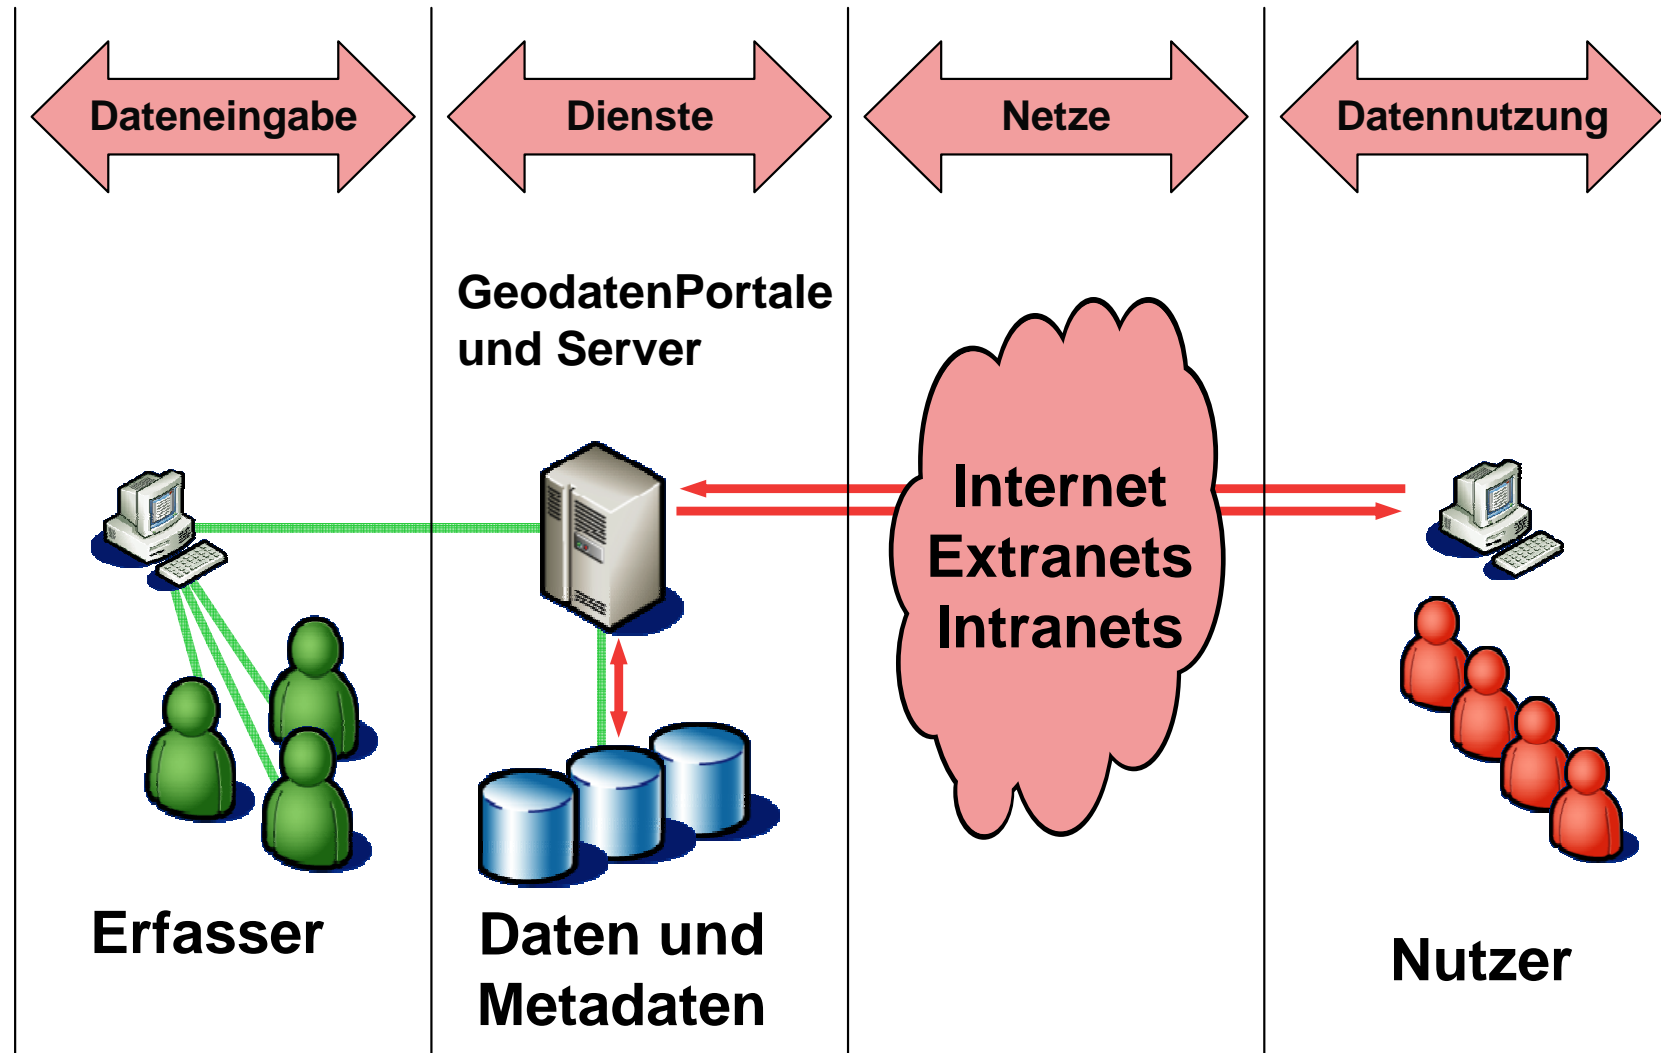 Dateneingabe
Dienste
Netze
Datennutzung
GeodatenPortale
und Server
Internet
Extranets
Intranets
Erfasser
Daten und
Metadaten
Nutzer